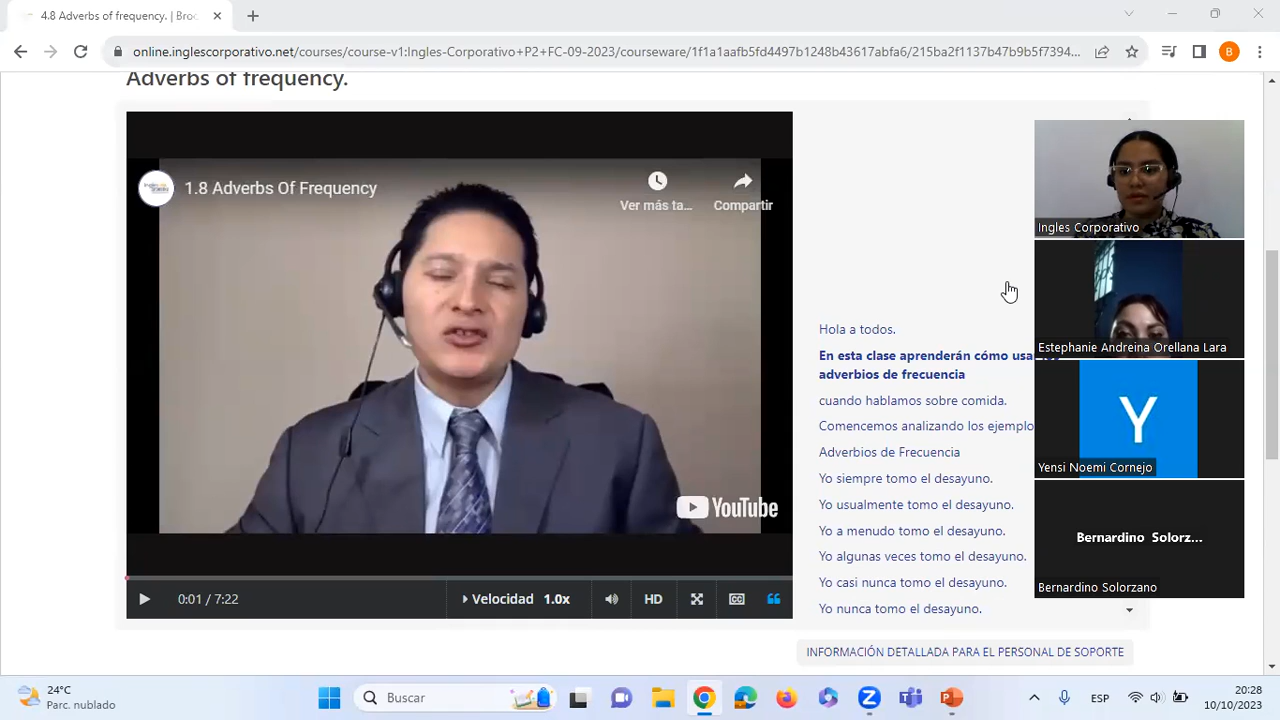 4.8 Adverbs of frequency. | Broc
online.inglescorporativo.net/courses/course-v1:Ingles-Corporativo+P2+FC-09-2023/courseware/1f1a1aafb5fd4497b1248b43617abfa6/215ba2f1137b47b9b5f7394...
B
Adverbs of frequency.
1.8 Adverbs Of Frequency
Ver más ta...
Compartir
YouTube
0:01 / 7:22
Velocidad 1.0x
HD
Hola a todos.
En esta clase aprenderán cómo usa
adverbios de frecuencia
cuando hablamos sobre comida.
Comencemos analizando los ejemplo
Adverbios de Frecuencia
Yo siempre tomo el desayuno.
Yo usualmente tomo el desayuno.
Yo a menudo tomo el desayuno.
Yo algunas veces tomo el desayuno.
Yo casi nunca tomo el desayuno.
Yo nunca tomo el desayuno.
INFORMACIÓN DETALLADA PARA EL PERSONAL DE SOPORTE
Ingles Corporativo
Estephanie Andreina Orellana Lara
Y
Yensi Noemi Cornejo
Bernardino Solorz...
Bernardino Solorzano
24°C
Parc. nublado
Buscar
ESP
20:28
10/10/2023